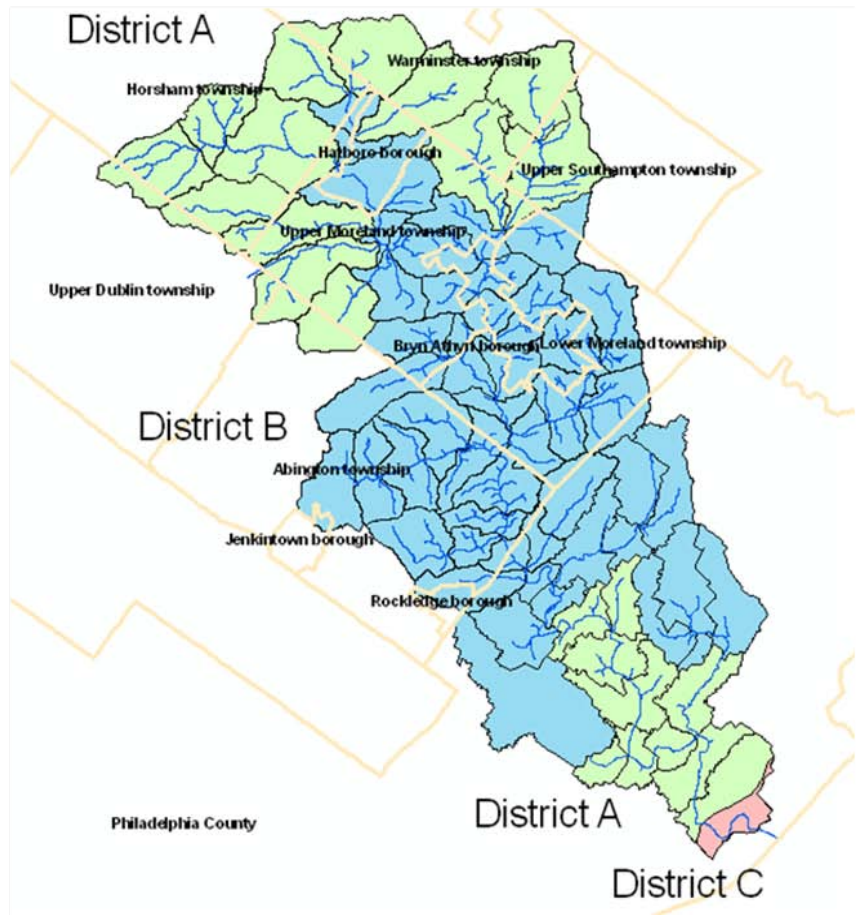 District A
Warminster township
Horsham township
Hatboro borough
Upper Southampton township
Upper Moreland township
Upper Dublin township
Bryn Athyn borough
Lower Moreland township
District B
Abington township
Jenkintown borough
Rockledge borough
District A
Philadelphia County
District C